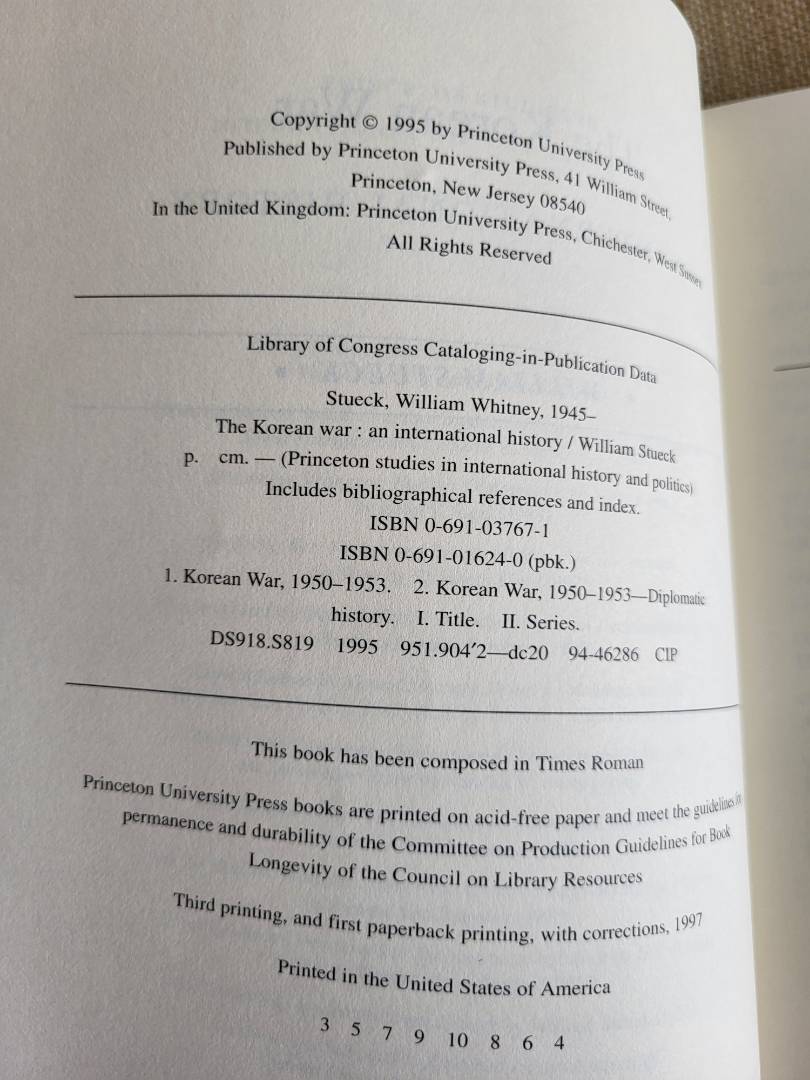 Copyright © 1995 by Princeton University Press
Published by Princeton University Press, 41 William Street,
Princeton, New Jersey 08540
In the United Kingdom: Princeton University Press, Chichester, West Sussex
All Rights Reserved
Library of Congress Cataloging-in-Publication Data
Stueck, William Whitney, 1945–
The Korean war : an international history / William Stueck
p. cm. — (Princeton studies in international history and politics)
Includes bibliographical references and index.
ISBN 0-691-03767-1
ISBN 0-691-01624-0 (pbk.)
1. Korean War, 1950–1953. 2. Korean War, 1950–1953—Diplomatic
history. I. Title. II. Series.
DS918.S819 1995 951.904′2—dc20 94-46286 CIP
This book has been composed in Times Roman
Princeton University Press books are printed on acid-free paper and meet the guidelines
permanence and durability of the Committee on Production Guidelines for Book
Longevity of the Council on Library Resources
Third printing, and first paperback printing, with corrections, 1997
Printed in the United States of America
3 5 7 9 10 8 6 4